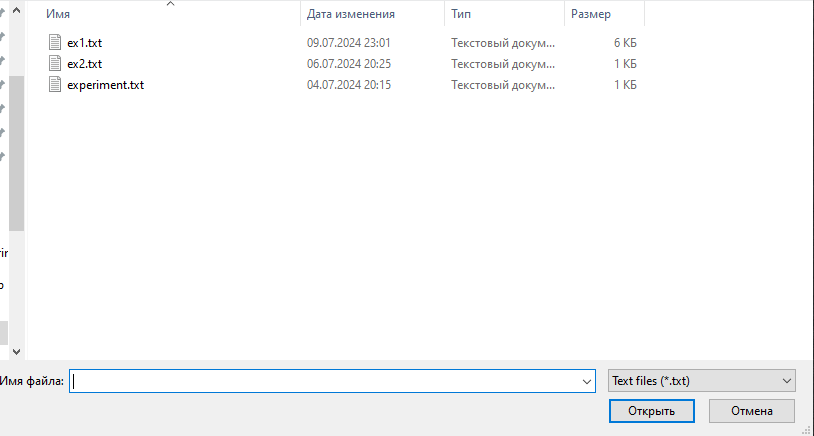 Имя Дата изменения Тип Размер
ex1.txt 09.07.2024 23:01 Текстовый докум... 6 КБ
ex2.txt 06.07.2024 20:25 Текстовый докум... 1 КБ
experiment.txt 04.07.2024 20:15 Текстовый докум... 1 КБ
Имя файла: Text files (*.txt)
Открыть Отмена